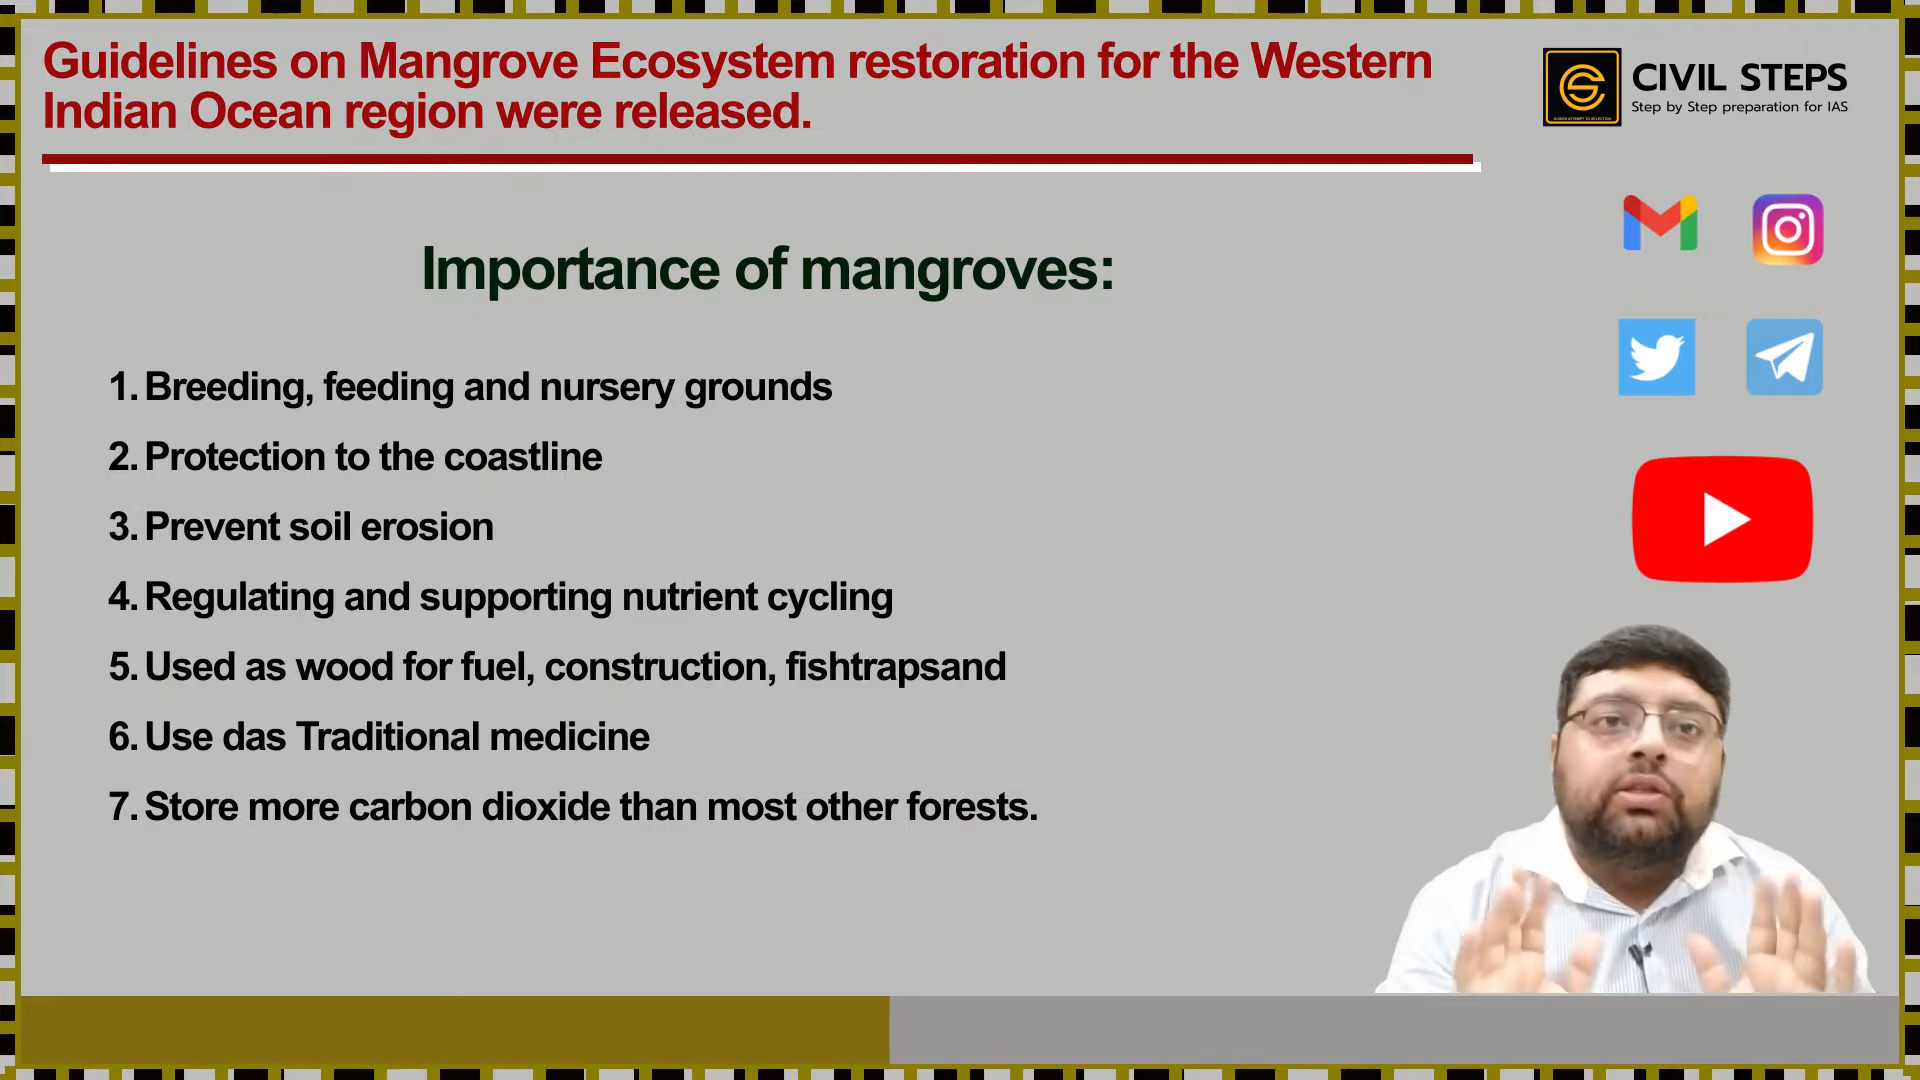 Guidelines on Mangrove Ecosystem restoration for the Western
Indian Ocean region were released.
CIVIL STEPS
Step by Step preparation for IAS
Importance of mangroves:
1. Breeding, feeding and nursery grounds
2. Protection to the coastline
3. Prevent soil erosion
4. Regulating and supporting nutrient cycling
5. Used as wood for fuel, construction, fishtrapsand
6. Use das Traditional medicine
7. Store more carbon dioxide than most other forests.